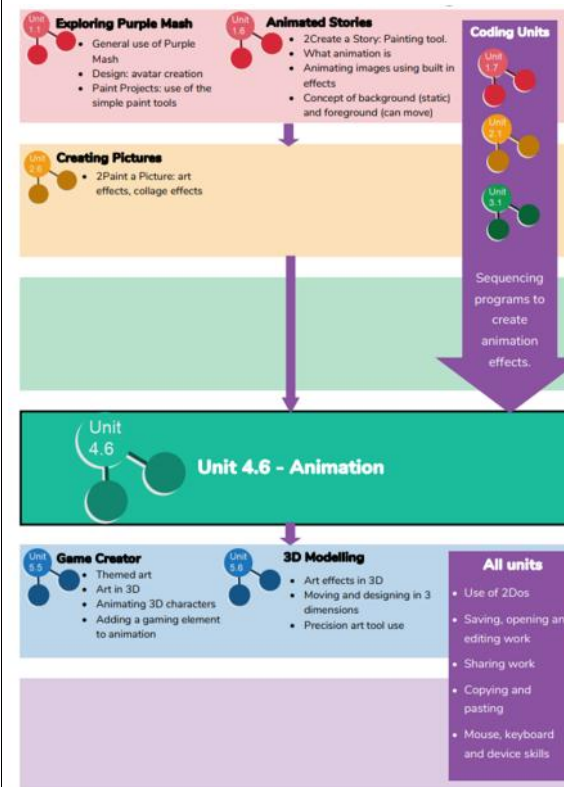 Unit
1.1
Exploring Purple Mash
• General use of Purple
Mash
• Design: avatar creation
• Paint Projects: use of the
simple paint tools
Unit
1.6
Animated Stories
• 2Create a Story: Painting tool.
• What animation is
• Animating images using built in
effects
• Concept of background (static)
and foreground (can move)
Coding Units
Unit
1.7
Unit
2.1
Unit
3.1
Sequencing
programs to
create
animation
effects.
Unit
2.6
Creating Pictures
• 2Paint a Picture: art
effects, collage effects
Unit
4.6
Unit 4.6 - Animation
Unit
5.5
Game Creator
• Themed art
• Art in 3D
• Animating 3D characters
• Adding a gaming element
to animation
Unit
5.6
3D Modelling
• Art effects in 3D
• Moving and designing in 3
dimensions
• Precision art tool use
All units
• Use of 2Dos
• Saving, opening an
editing work
• Sharing work
• Copying and
pasting
• Mouse, keyboard
and device skills